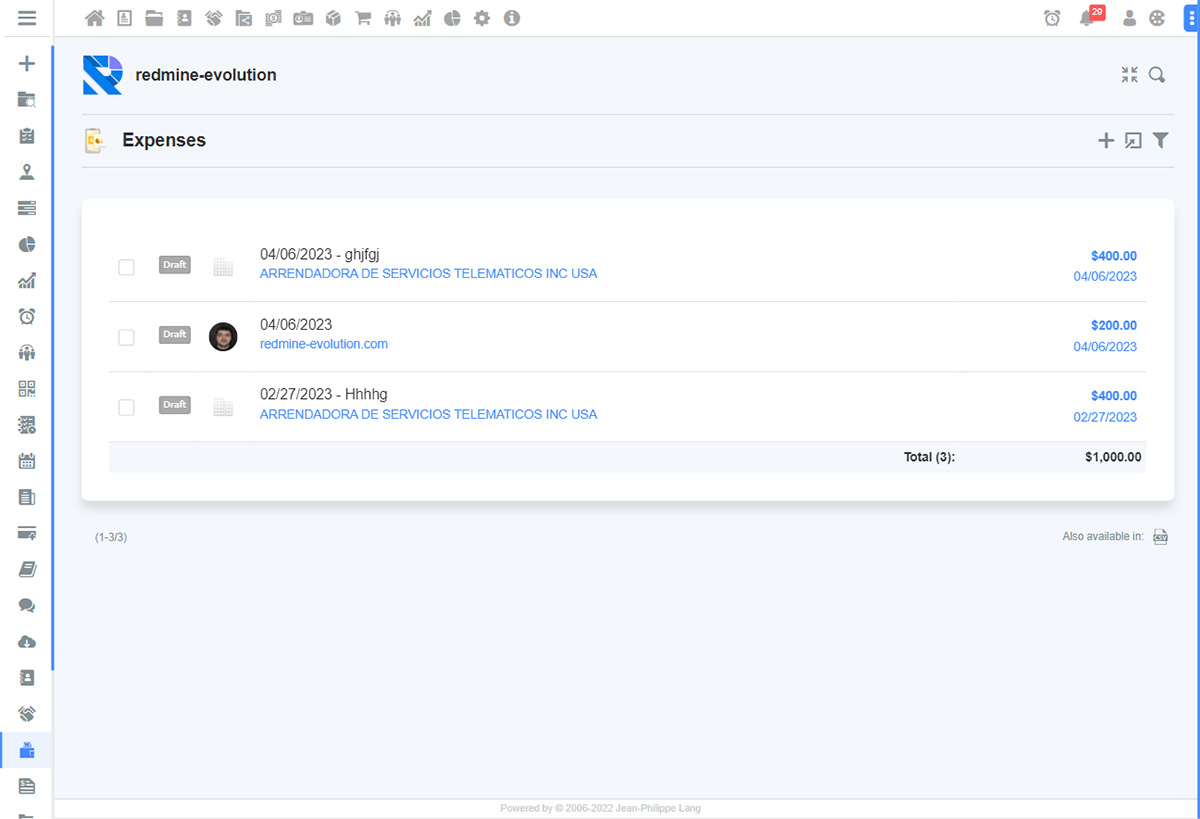 29
redmine-evolution
Expenses
Draft
04/06/2023 - ghjfgj
$400.00
ARRENDADORA DE SERVICIOS TELEMATICOS INC USA
04/06/2023
Draft
04/06/2023
$200.00
redmine-evolution.com
04/06/2023
Draft
02/27/2023 - Hhhhg
$400.00
ARRENDADORA DE SERVICIOS TELEMATICOS INC USA
02/27/2023
Total (3): $1,000.00
(1-3/3)
Also available in: CSV
Powered by © 2006-2022 Jean-Philippe Lang